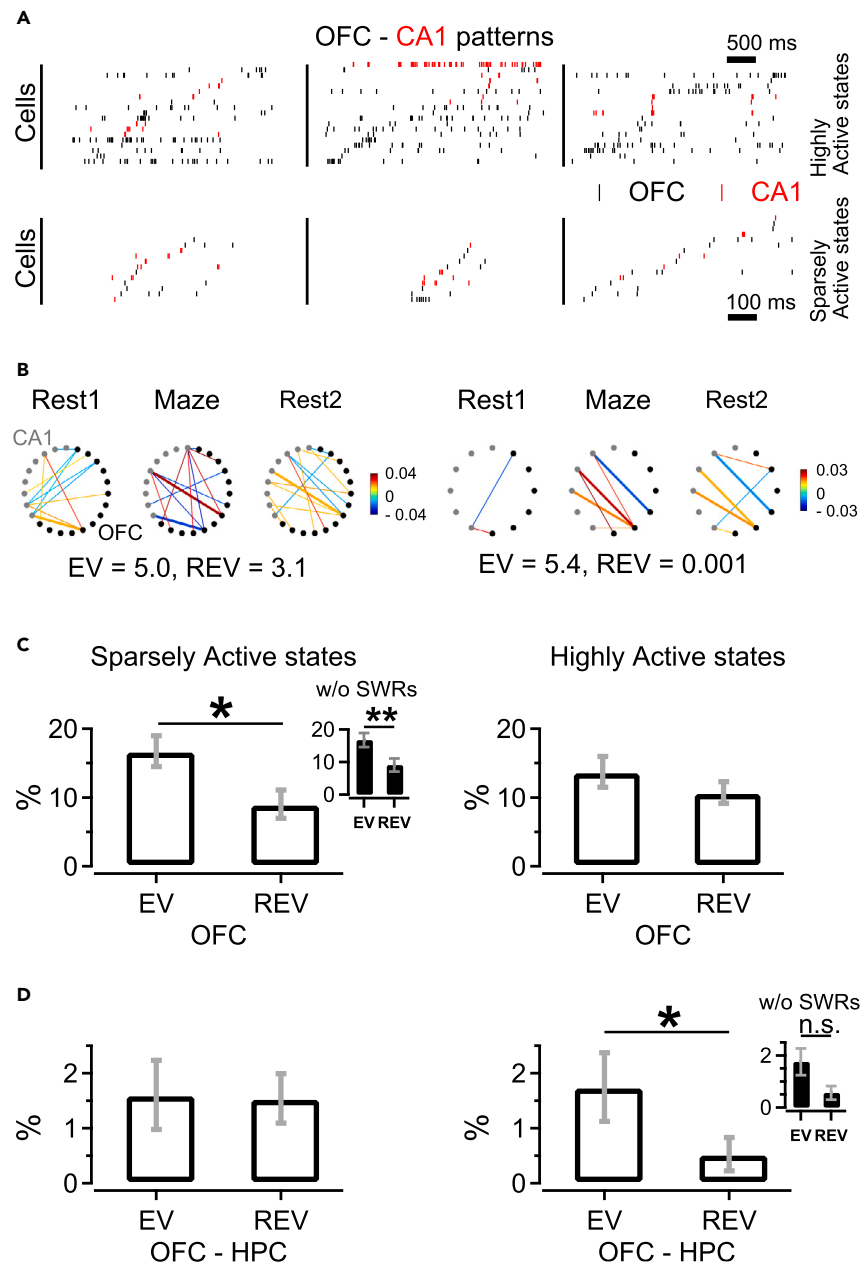 A
OFC - CA1 patterns
500 ms
Cells
Highly
Active states
OFC CA1
Cells
Sparsely
Active states
100 ms
B
Rest1 Maze Rest2
CA1
OFC
0.04
0
- 0.04
EV = 5.0, REV = 3.1
Rest1 Maze Rest2
0.03
0
- 0.03
EV = 5.4, REV = 0.001
C
Sparsely Active states
*
%
20
10
0
EV REV
OFC
w/o SWRs
**
20
10
0
EV REV
Highly Active states
%
20
10
0
EV REV
OFC
D
%
2
1
0
EV REV
OFC - HPC
*
%
2
1
0
EV REV
OFC - HPC
w/o SWRs
n.s.
2
0
EV REV